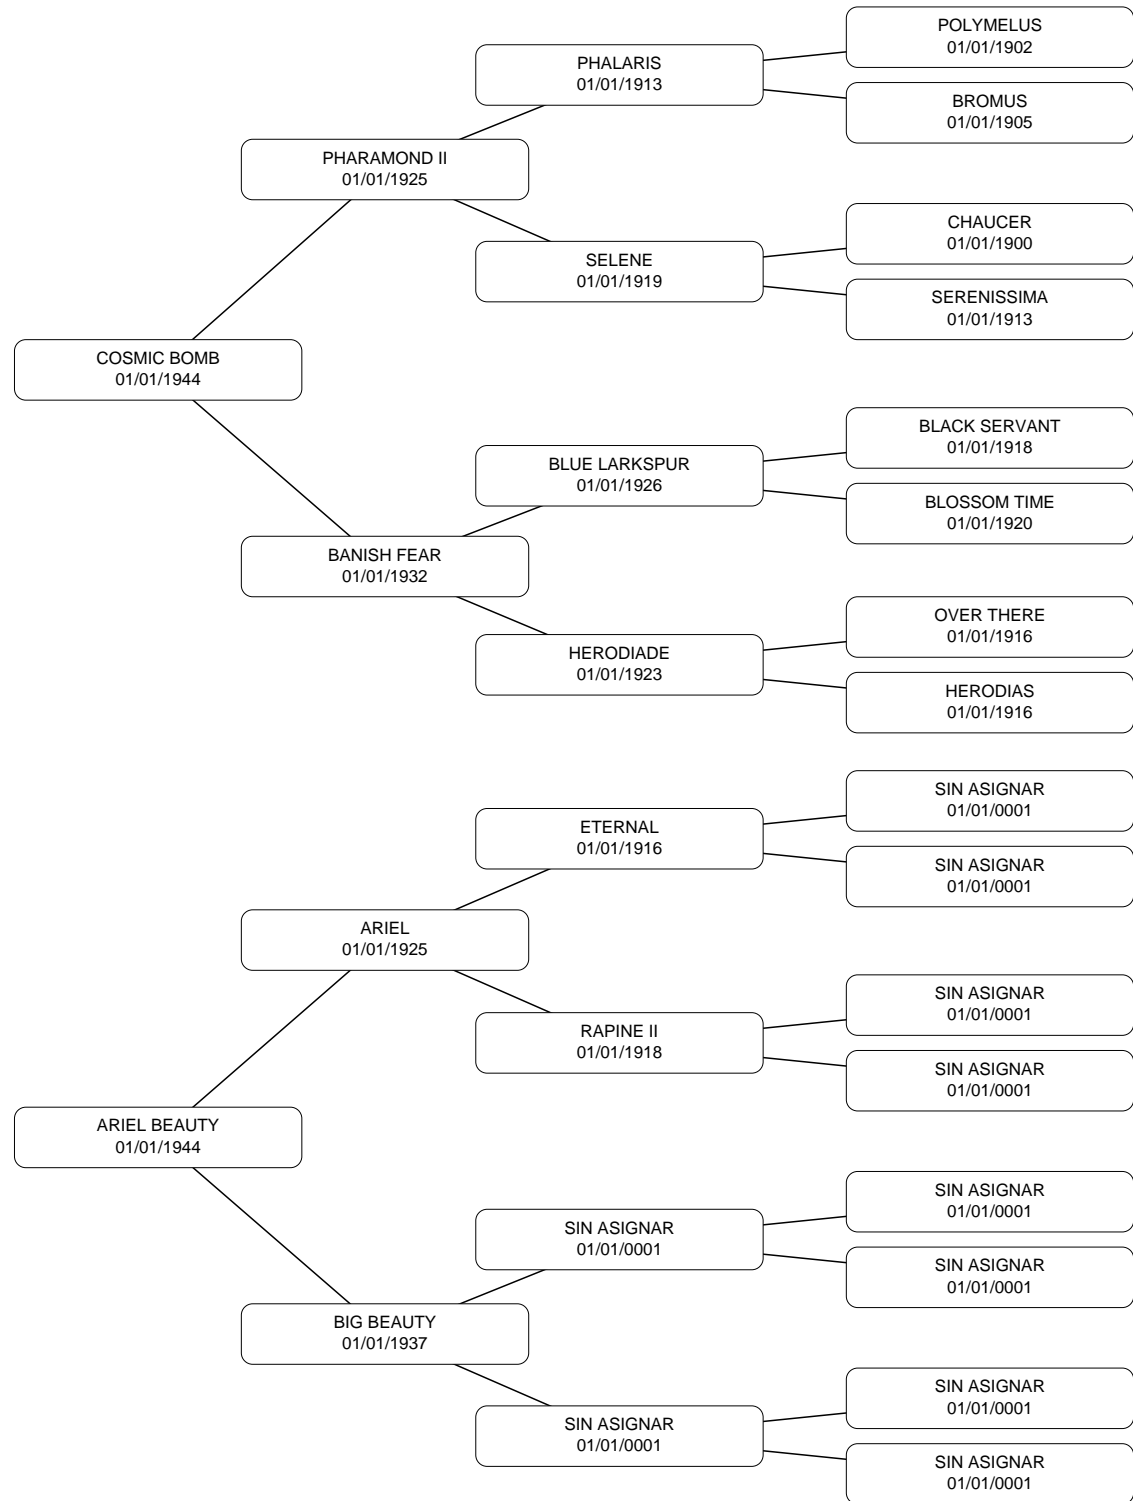 POLYMELUS
01/01/1902
PHALARIS
01/01/1913
BROMUS
01/01/1905
PHARAMOND II
01/01/1925
CHAUCER
01/01/1900
SELENE
01/01/1919
SERENISSIMA
01/01/1913
COSMIC BOMB
01/01/1944
BLACK SERVANT
01/01/1918
BLUE LARKSPUR
01/01/1926
BLOSSOM TIME
01/01/1920
BANISH FEAR
01/01/1932
OVER THERE
01/01/1916
HERODIADE
01/01/1923
HERODIAS
01/01/1916
SIN ASIGNAR
01/01/0001
ETERNAL
01/01/1916
SIN ASIGNAR
01/01/0001
ARIEL
01/01/1925
SIN ASIGNAR
01/01/0001
RAPINE II
01/01/1918
SIN ASIGNAR
01/01/0001
ARIEL BEAUTY
01/01/1944
SIN ASIGNAR
01/01/0001
SIN ASIGNAR
01/01/0001
SIN ASIGNAR
01/01/0001
BIG BEAUTY
01/01/1937
SIN ASIGNAR
01/01/0001
SIN ASIGNAR
01/01/0001
SIN ASIGNAR
01/01/0001